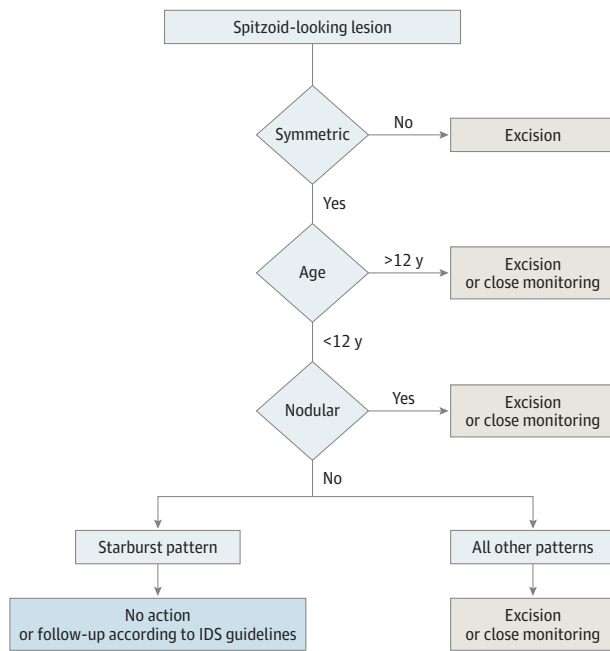 Spitzoid-looking lesion
Symmetric
No
Excision
Yes
Age
>12 y
Excision
or close monitoring
<12 y
Nodular
Yes
Excision
or close monitoring
No
Starburst pattern
All other patterns
No action
or follow-up according to IDS guidelines
Excision
or close monitoring